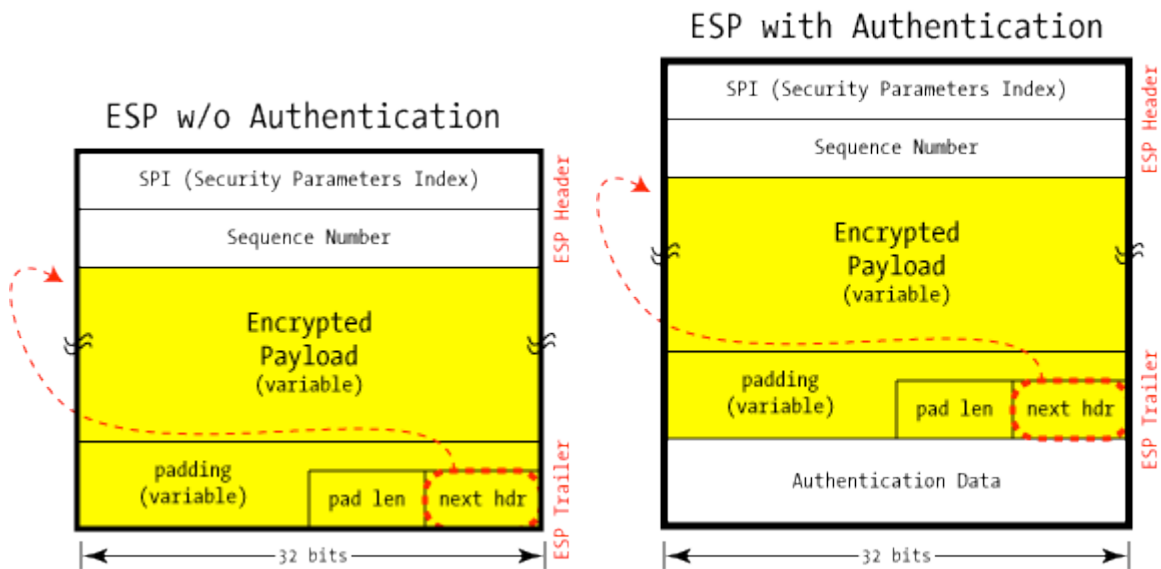 ESP w/o Authentication
SPI (Security Parameters Index)
Sequence Number
ESP Header
Encrypted
Payload
(variable)
padding
(variable)
pad len
next hdr
ESP Trailer
32 bits
ESP with Authentication
SPI (Security Parameters Index)
Sequence Number
ESP Header
Encrypted
Payload
(variable)
padding
(variable)
pad len
next hdr
ESP Trailer
Authentication Data
32 bits